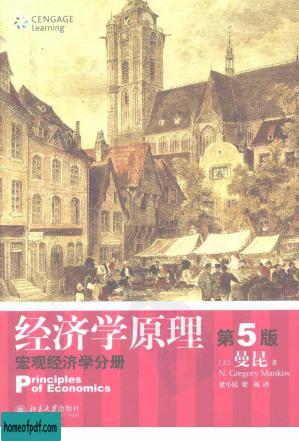 CENGAGE
Learning™
经济学原理
第5版
宏观经济学分册
Principles
of Economics
〔美〕曼昆 著
N. Gregory Mankiw
梁小民 梁砾 译
北京大学出版社
homeofpdf.com